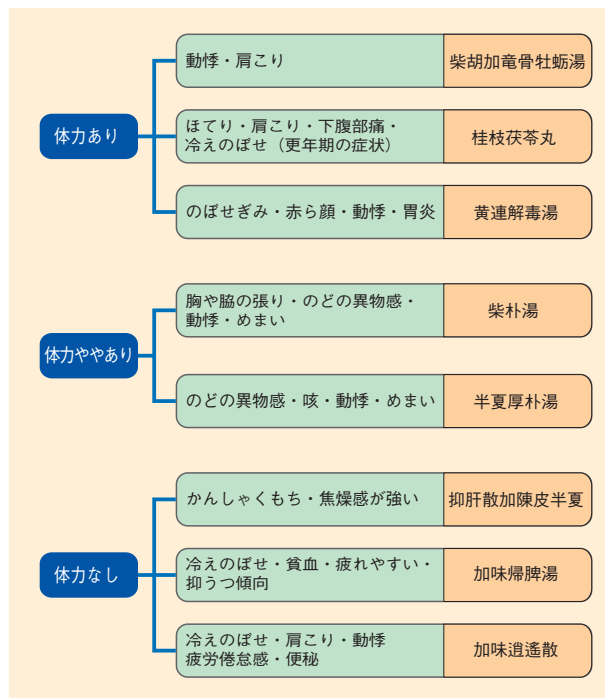 体力あり
動悸・肩こり
柴胡加竜骨牡蛎湯
ほてり・肩こり・下腹部痛・
冷えのぼせ（更年期の症状）
桂枝茯苓丸
のぼせぎみ・赤ら顔・動悸・胃炎
黄連解毒湯
体力ややあり
胸や脇の張り・のどの異物感・
動悸・めまい
柴朴湯
のどの異物感・咳・動悸・めまい
半夏厚朴湯
体力なし
かんしゃくもち・焦燥感が強い
抑肝散加陳皮半夏
冷えのぼせ・貧血・疲れやすい・
抑うつ傾向
加味帰脾湯
冷えのぼせ・肩こり・動悸
疲労倦怠感・便秘
加味逍遙散